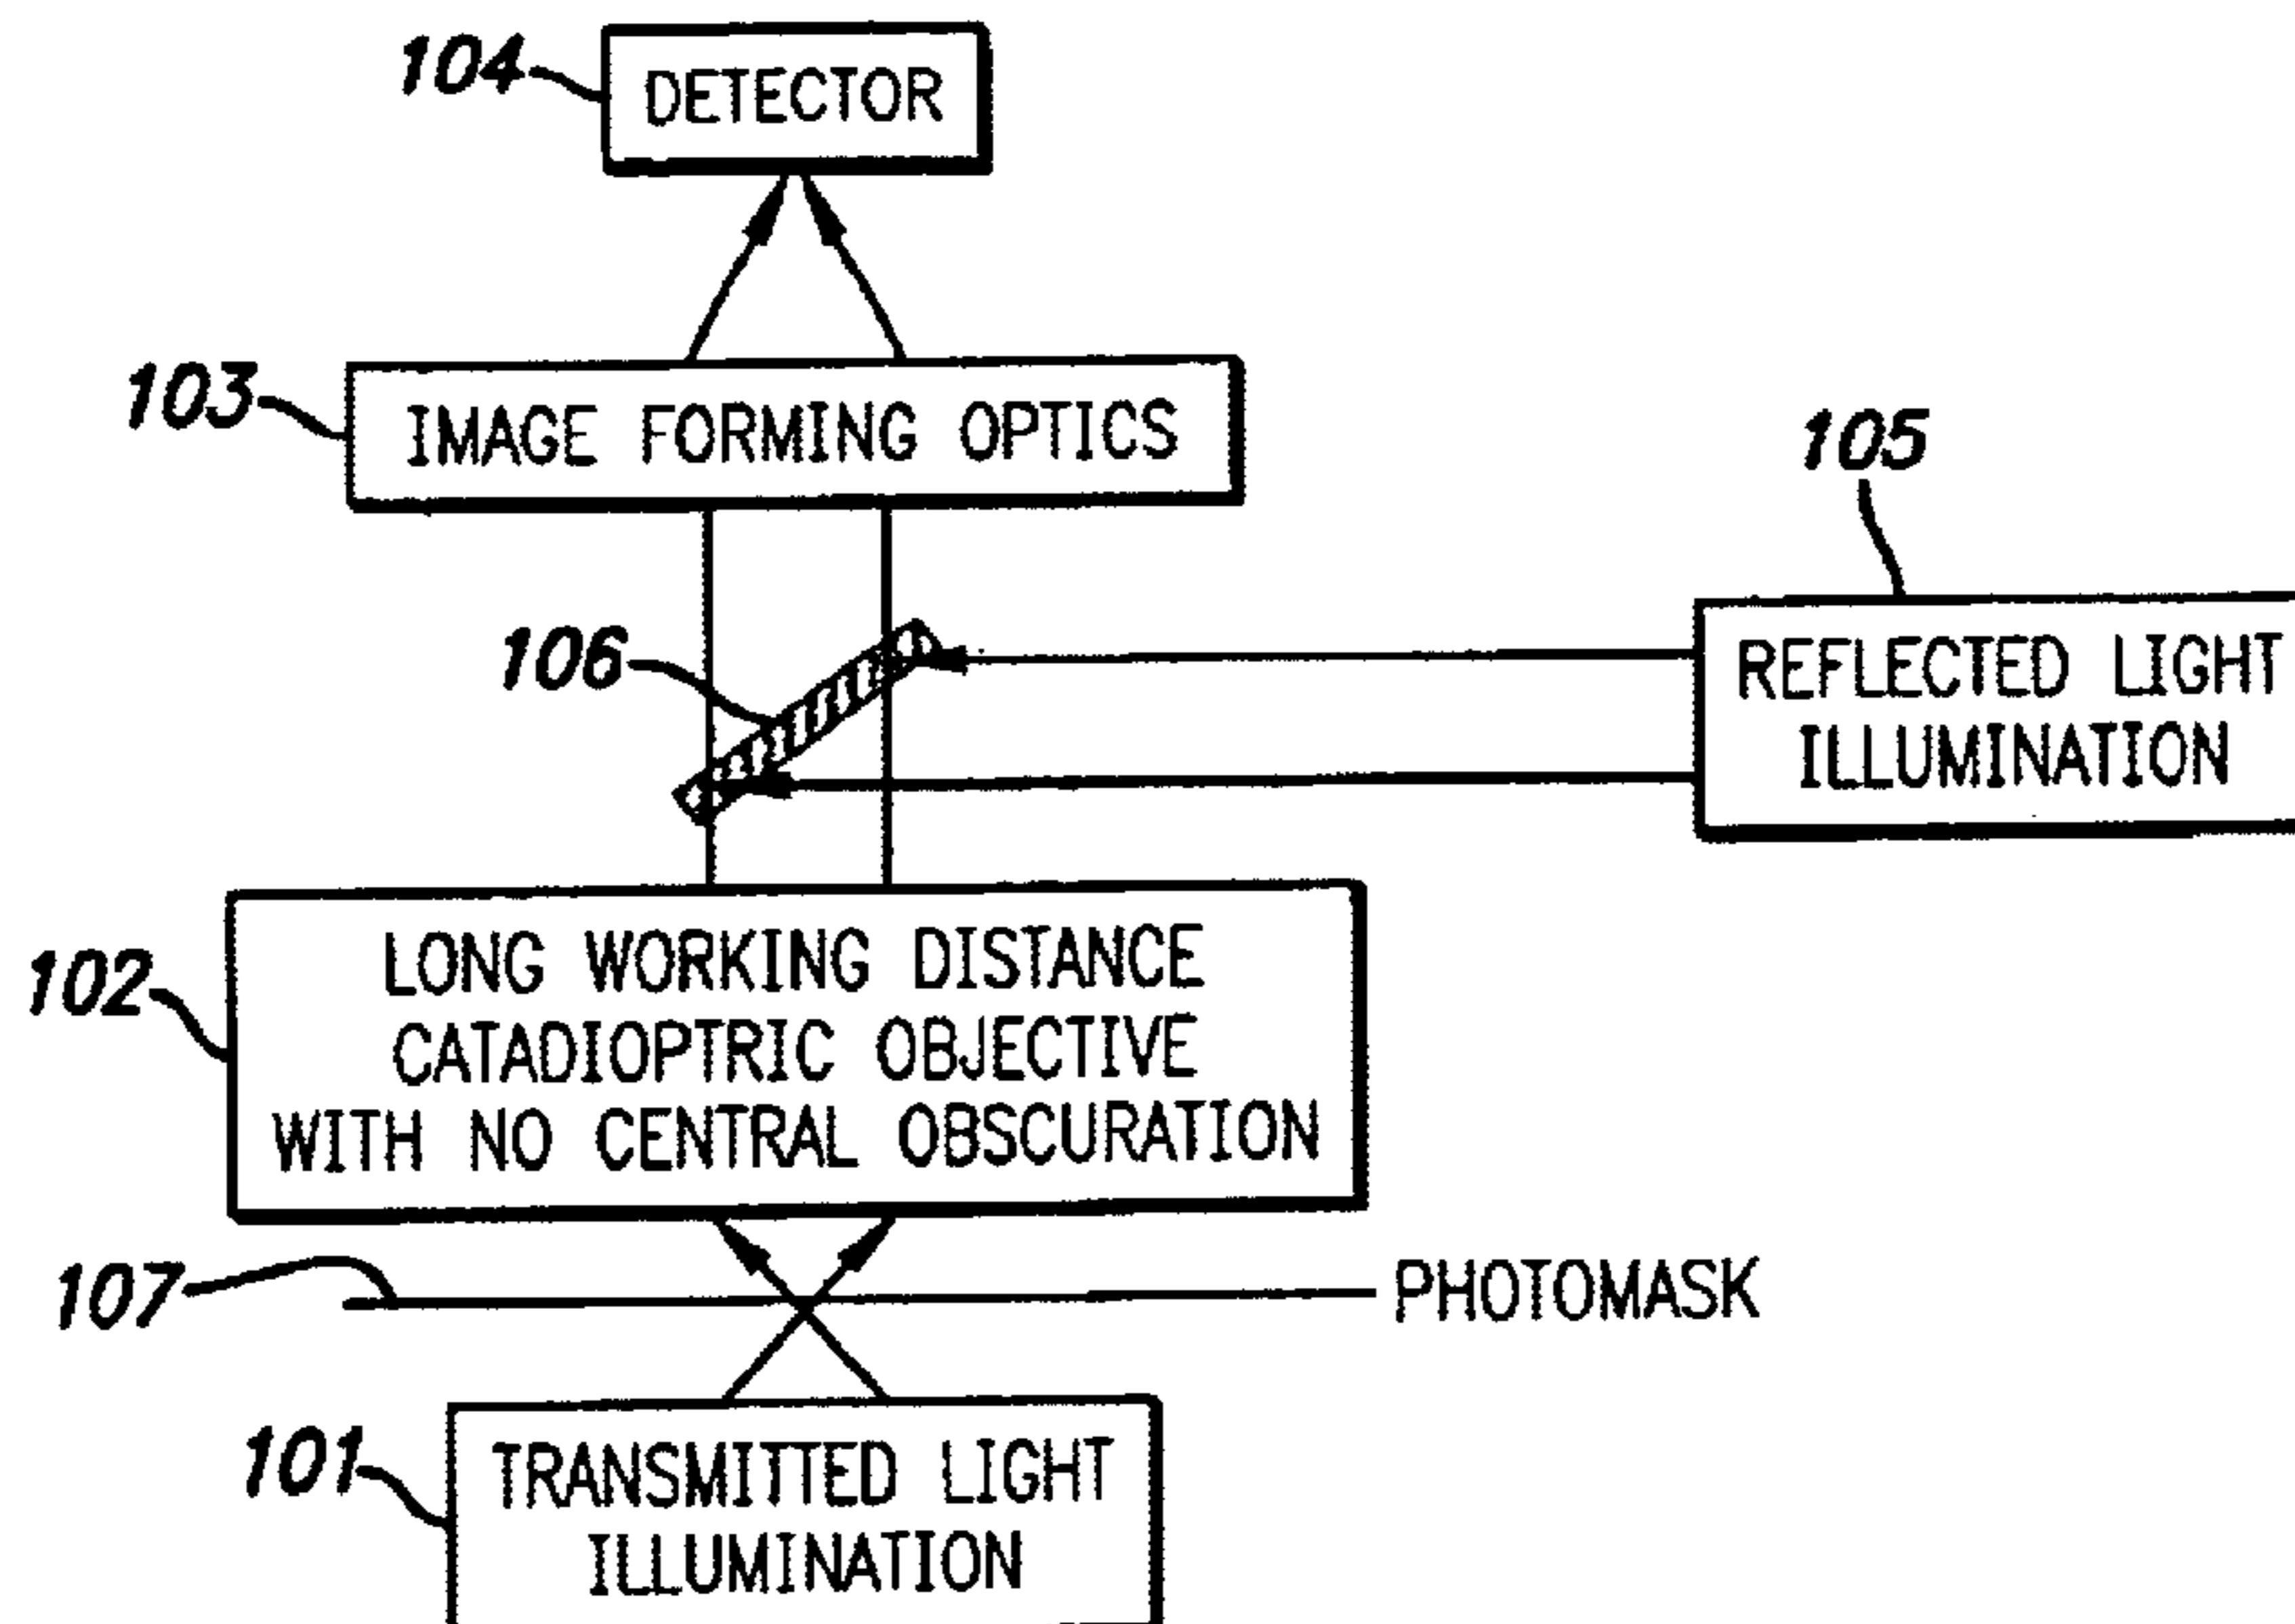 104
DETECTOR
103
IMAGE FORMING OPTICS
105
106
REFLECTED LIGHT
ILLUMINATION
102
LONG WORKING DISTANCE
CATADIOPTRIC OBJECTIVE
WITH NO CENTRAL OBSCURATION
107
PHOTOMASK
101
TRANSMITTED LIGHT
ILLUMINATION